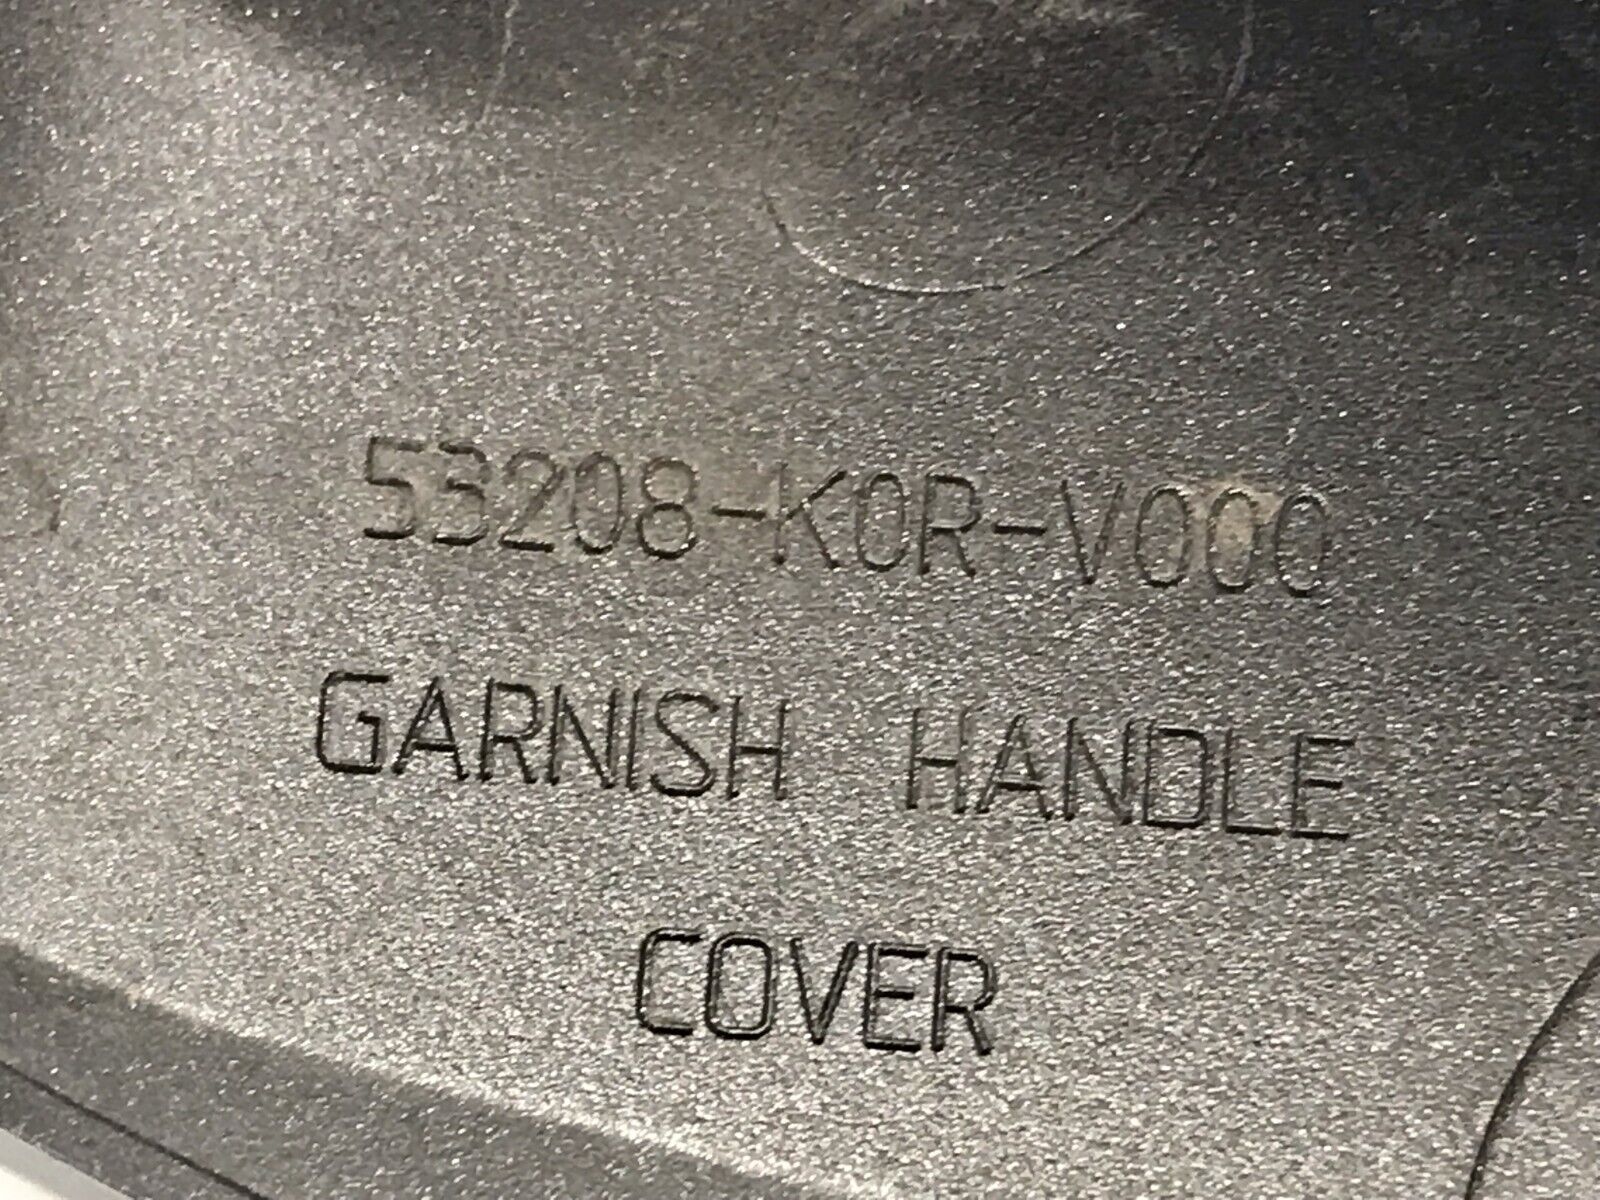 53208-K0R-V000
GARNISH HANDLE
COVER